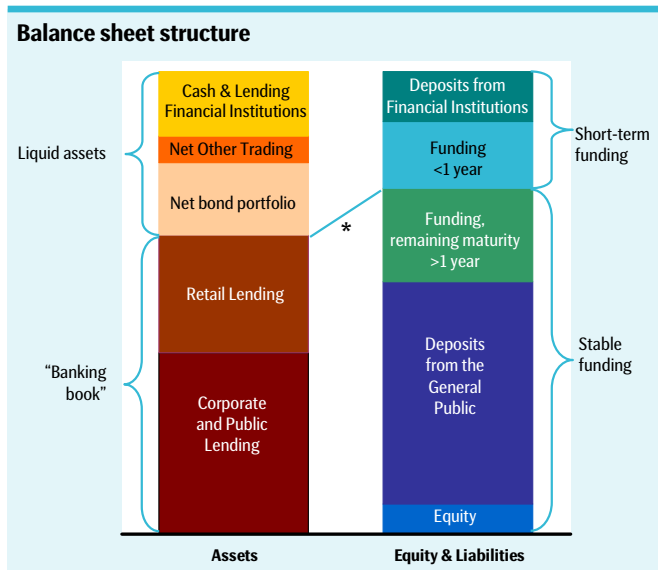 Balance sheet structure
Liquid assets
"Banking
book"
Cash & Lending
Financial Institutions
Net Other Trading
Net bond portfolio
Retail Lending
Corporate
and Public
Lending
*
Deposits from
Financial Institutions
Funding
<1 year
Funding,
remaining maturity
>1 year
Deposits
from the
General
Public
Equity
Short-term
funding
Stable
funding
Assets
Equity & Liabilities